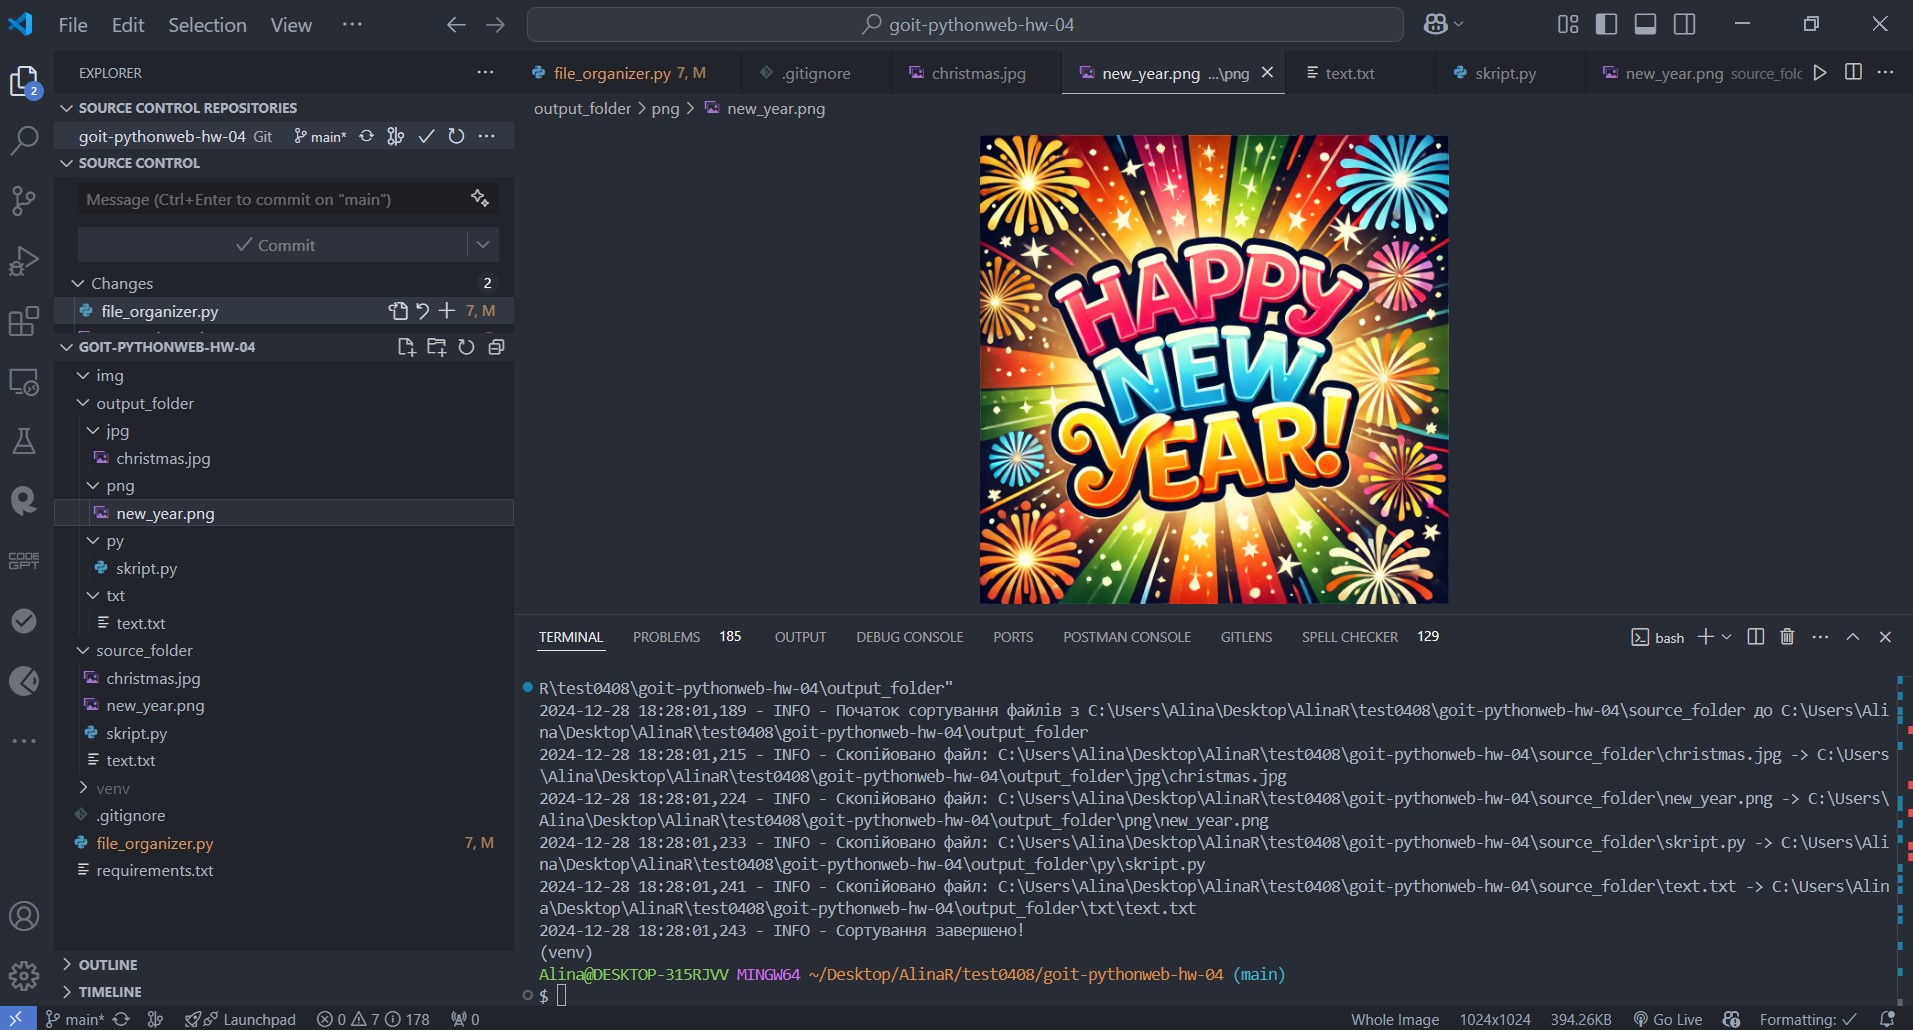 File Edit Selection View ··· goit-pythonweb-hw-04
EXPLORER ···
SOURCE CONTROL REPOSITORIES
goit-pythonweb-hw-04 Git main* ···
SOURCE CONTROL
Message (Ctrl+Enter to commit on "main")
Commit
Changes 2
file_organizer.py 7, M
GOIT-PYTHONWEB-HW-04
img
output_folder
jpg
christmas.jpg
png
new_year.png
py
skript.py
txt
text.txt
source_folder
christmas.jpg
new_year.png
skript.py
text.txt
venv
.gitignore
file_organizer.py 7, M
requirements.txt
OUTLINE
TIMELINE
2
CODE
GPT
file_organizer.py 7, M .gitignore christmas.jpg new_year.png ...\png text.txt skript.py new_year.png source_folc ···
output_folder > png > new_year.png
HAPPY
NEW
YEAR!
TERMINAL PROBLEMS 185 OUTPUT DEBUG CONSOLE PORTS POSTMAN CONSOLE GITLENS SPELL CHECKER 129 bash ···
R\test0408\goit-pythonweb-hw-04\output_folder"
2024-12-28 18:28:01,189 - INFO - Початок сортування файлів з C:\Users\Alina\Desktop\AlinaR\test0408\goit-pythonweb-hw-04\source_folder до C:\Users\Ali
na\Desktop\AlinaR\test0408\goit-pythonweb-hw-04\output_folder
2024-12-28 18:28:01,215 - INFO - Скопійовано файл: C:\Users\Alina\Desktop\AlinaR\test0408\goit-pythonweb-hw-04\source_folder\christmas.jpg -> C:\Users
\Alina\Desktop\AlinaR\test0408\goit-pythonweb-hw-04\output_folder\jpg\christmas.jpg
2024-12-28 18:28:01,224 - INFO - Скопійовано файл: C:\Users\Alina\Desktop\AlinaR\test0408\goit-pythonweb-hw-04\source_folder\new_year.png -> C:\Users\
Alina\Desktop\AlinaR\test0408\goit-pythonweb-hw-04\output_folder\png\new_year.png
2024-12-28 18:28:01,233 - INFO - Скопійовано файл: C:\Users\Alina\Desktop\AlinaR\test0408\goit-pythonweb-hw-04\source_folder\skript.py -> C:\Users\Ali
na\Desktop\AlinaR\test0408\goit-pythonweb-hw-04\output_folder\py\skript.py
2024-12-28 18:28:01,241 - INFO - Скопійовано файл: C:\Users\Alina\Desktop\AlinaR\test0408\goit-pythonweb-hw-04\source_folder\text.txt -> C:\Users\Alin
a\Desktop\AlinaR\test0408\goit-pythonweb-hw-04\output_folder\txt\text.txt
2024-12-28 18:28:01,243 - INFO - Сортування завершено!
(venv)
Alina@DESKTOP-315RJVV MINGW64 ~/Desktop/AlinaR/test0408/goit-pythonweb-hw-04 (main)
$
main* Launchpad 0 7 178 0 Whole Image 1024x1024 394.26KB Go Live Formatting: